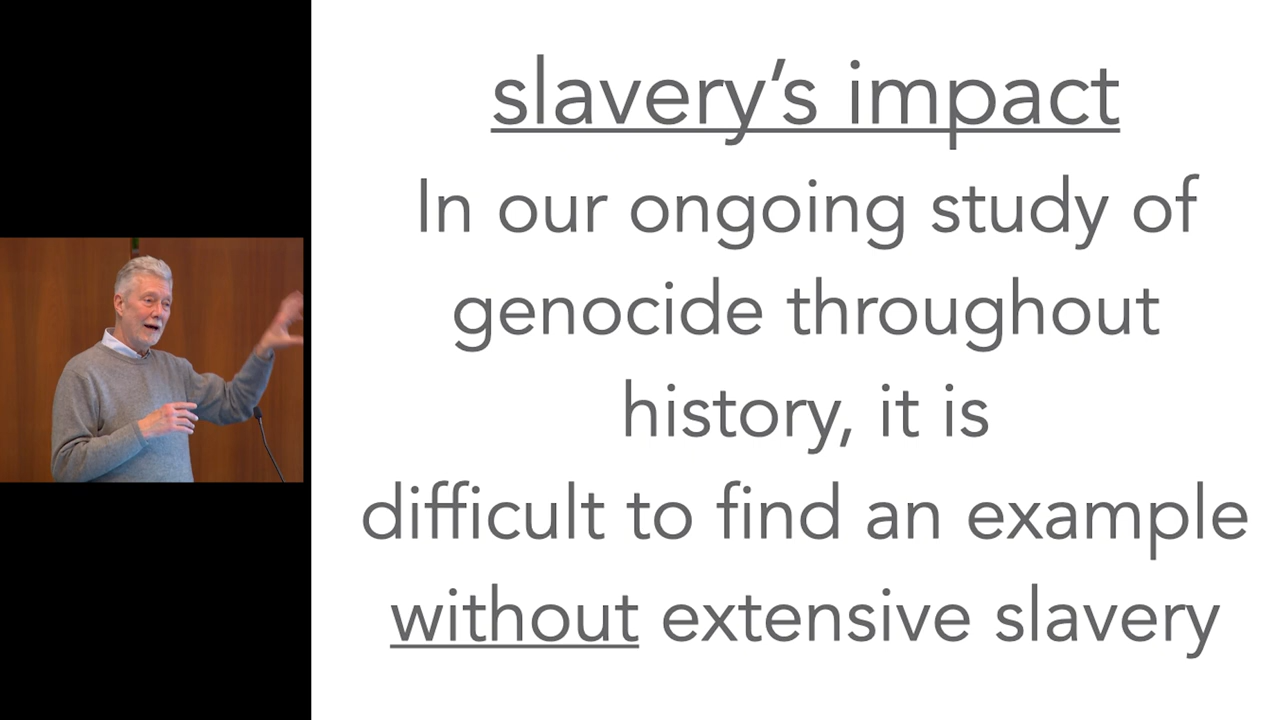 slavery’s impact
In our ongoing study of
genocide throughout
history, it is
difficult to find an example
without extensive slavery